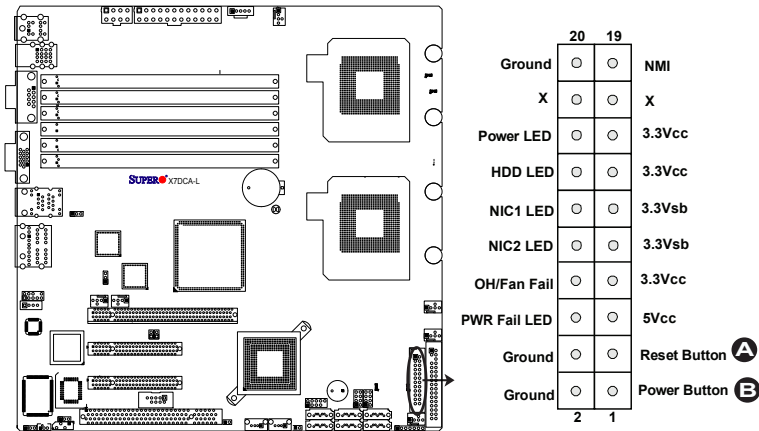 20 19
Ground NMI
X X
Power LED 3.3Vcc
HDD LED 3.3Vcc
NIC1 LED 3.3Vsb
NIC2 LED 3.3Vsb
OH/Fan Fail 3.3Vcc
PWR Fail LED 5Vcc
Ground Reset Button A
Ground Power Button B
2 1
SUPER X7DCA-L